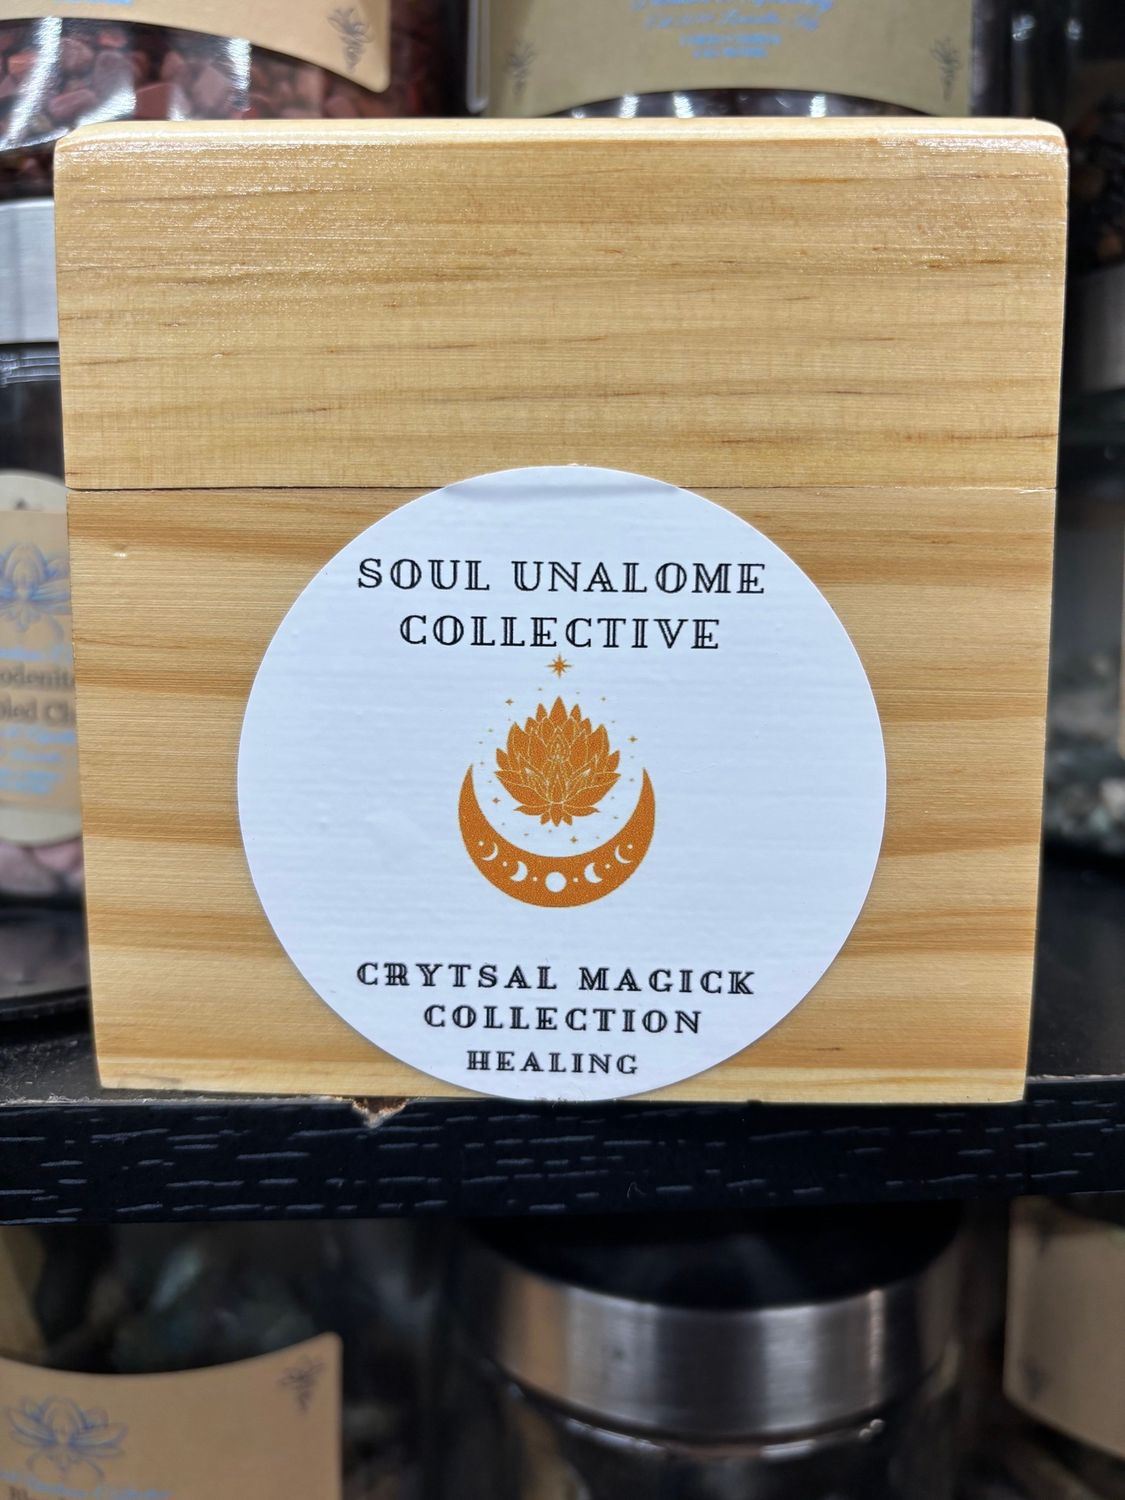 SOUL UNALOME
COLLECTIVE
CRYTSAL MAGICK
COLLECTION
HEALING